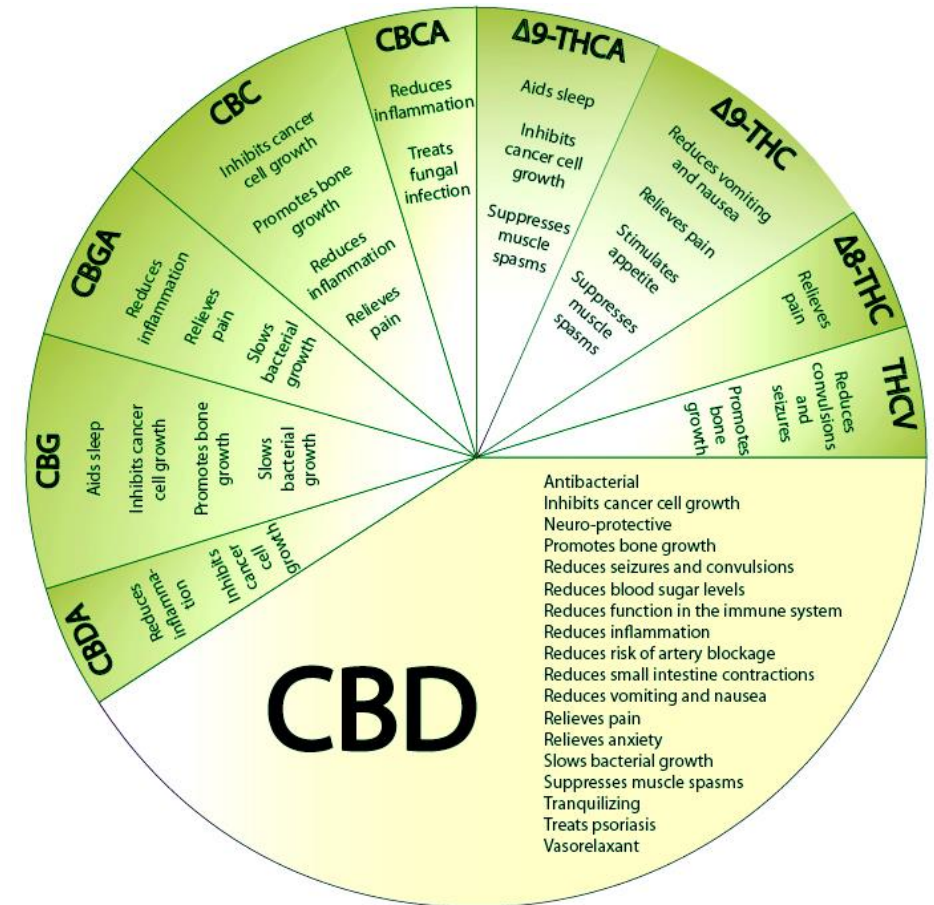 CBCA
Reduces
inflammation
Treats
fungal
infection
Δ9-THCA
Aids sleep
Inhibits
cancer cell
growth
Suppresses
muscle
spasms
Δ9-THC
Reduces vomiting
and nausea
Relieves pain
Stimulates
appetite
Suppresses
muscle
spasms
Δ8-THC
Relieves
pain
THCV
Reduces
convulsions
and
seizures
Promotes
bone
growth
CBD
Antibacterial
Inhibits cancer cell growth
Neuro-protective
Promotes bone growth
Reduces seizures and convulsions
Reduces blood sugar levels
Reduces function in the immune system
Reduces inflammation
Reduces risk of artery blockage
Reduces small intestine contractions
Reduces vomiting and nausea
Relieves pain
Relieves anxiety
Slows bacterial growth
Suppresses muscle spasms
Tranquilizing
Treats psoriasis
Vasorelaxant
CBDA
Reduces
inflamma-
tion
Inhibits
cancer
cell
growth
CBG
Aids sleep
Inhibits cancer
cell growth
Promotes bone
growth
Slows
bacterial
growth
CBGA
Reduces
inflammation
Relieves
pain
Slows
bacterial
growth
CBC
Inhibits cancer
cell growth
Promotes bone
growth
Reduces
inflammation
Relieves
pain